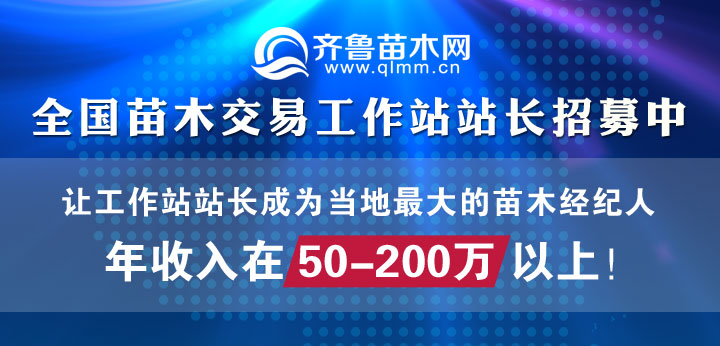 齐鲁苗木网
www.qlmm.cn
全国苗木交易工作站站长招募中
让工作站站长成为当地最大的苗木经纪人
年收入在50-200万以上！